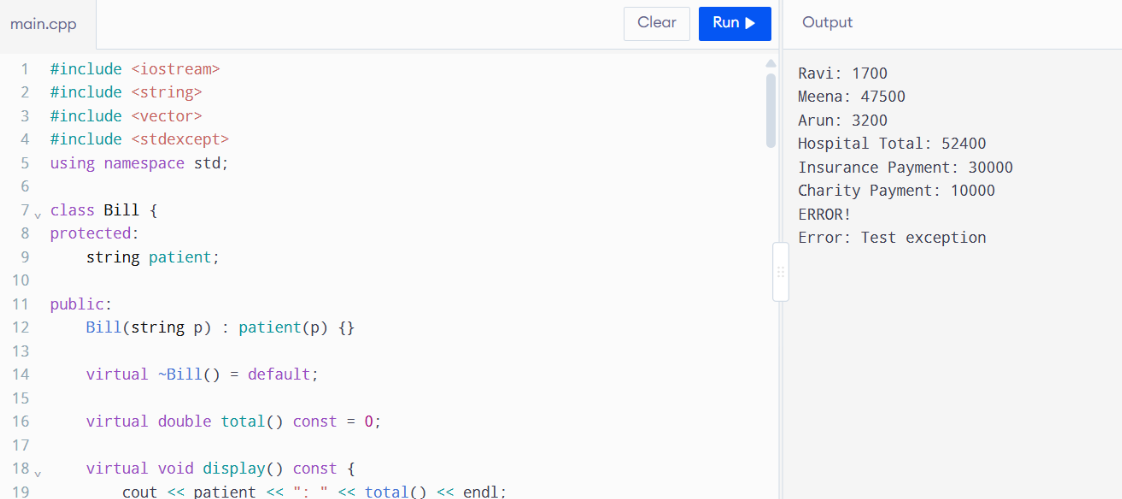 main.cpp
Clear
Run
Output
1 #include <iostream>
2 #include <string>
3 #include <vector>
4 #include <stdexcept>
5 using namespace std;
6
7 class Bill {
8 protected:
9     string patient;
10
11 public:
12     Bill(string p) : patient(p) {}
13
14     virtual ~Bill() = default;
15
16     virtual double total() const = 0;
17
18     virtual void display() const {
19         cout << patient << ": " << total() << endl;
Ravi: 1700
Meena: 47500
Arun: 3200
Hospital Total: 52400
Insurance Payment: 30000
Charity Payment: 10000
ERROR!
Error: Test exception